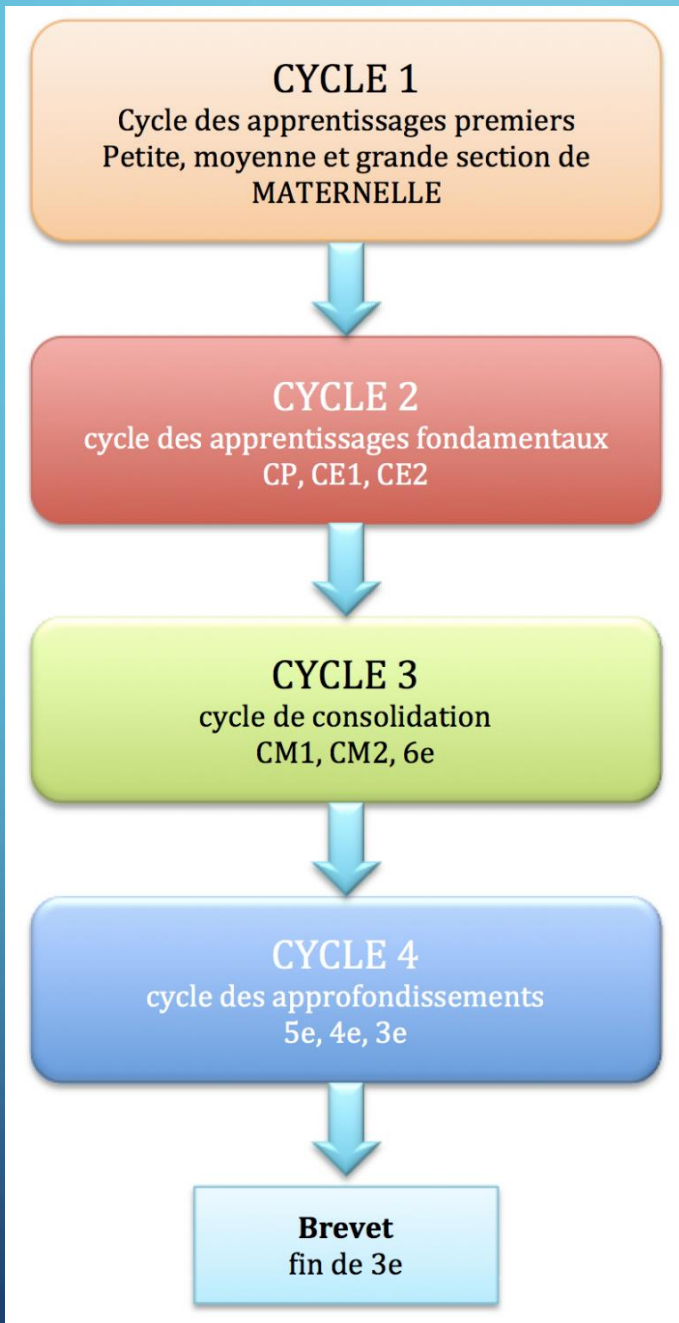 CYCLE 1
Cycle des apprentissages premiers
Petite, moyenne et grande section de
MATERNELLE
CYCLE 2
cycle des apprentissages fondamentaux
CP, CE1, CE2
CYCLE 3
cycle de consolidation
CM1, CM2, 6e
CYCLE 4
cycle des approfondissements
5e, 4e, 3e
Brevet
fin de 3e